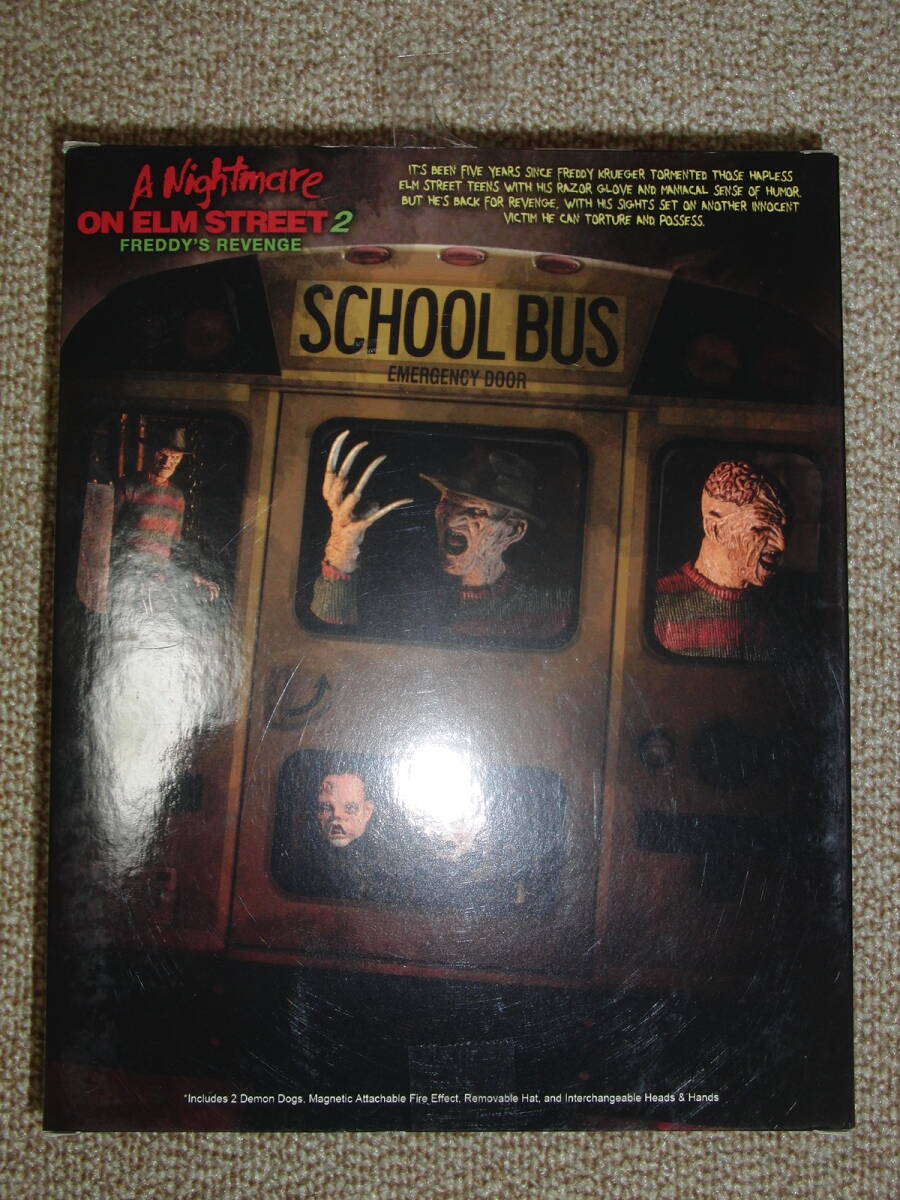 A Nightmare
ON ELM STREET 2
FREDDY'S REVENGE
IT'S BEEN FIVE YEARS SINCE FREDDY KRUEGER TORMENTED THOSE HAPLESS
ELM STREET TEENS WITH HIS RAZOR GLOVE AND MANIACAL SENSE OF HUMOR.
BUT HE'S BACK FOR REVENGE, WITH HIS SIGHTS SET ON ANOTHER INNOCENT
VICTIM HE CAN TORTURE AND POSSESS.
SCHOOL BUS
EMERGENCY DOOR
*Includes 2 Demon Dogs, Magnetic Attachable Fire Effect, Removable Hat, and Interchangeable Heads & Hands